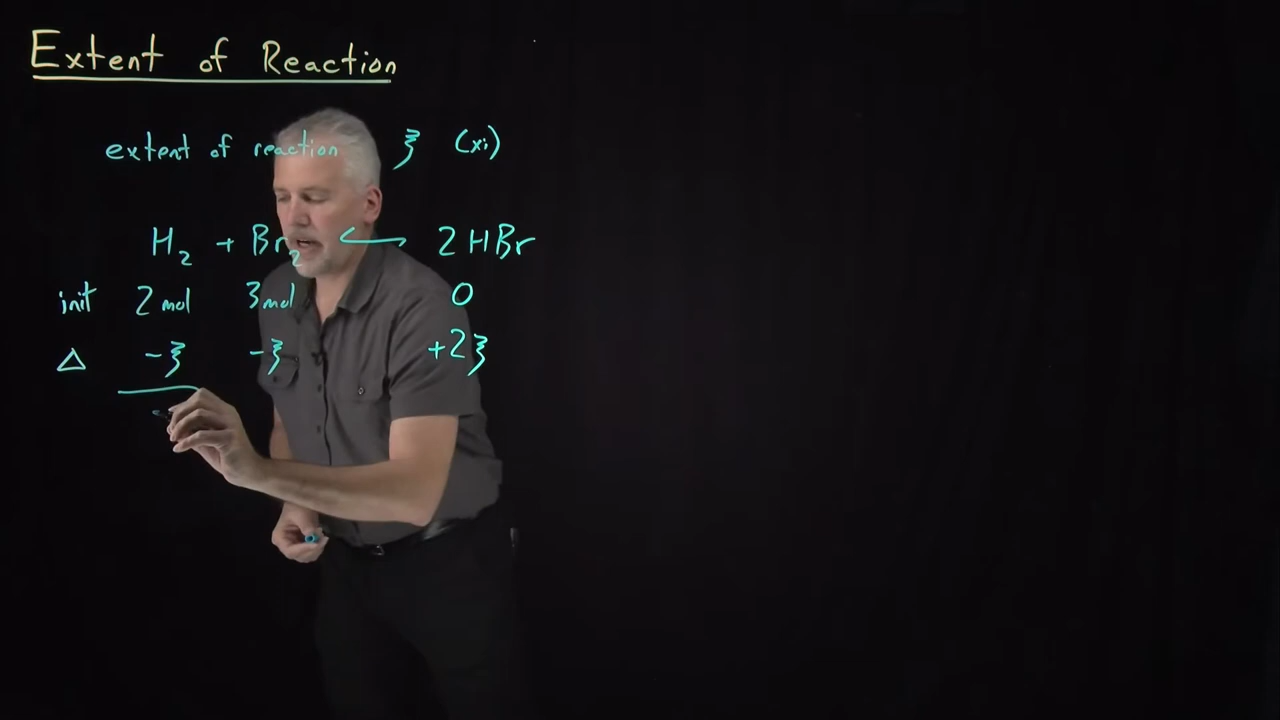 Extent of Reaction
extent of reaction ξ (xi)
H₂ + Br₂ ↽ 2 HBr
init 2 mol 3 mol 0
Δ -ξ -ξ +2ξ